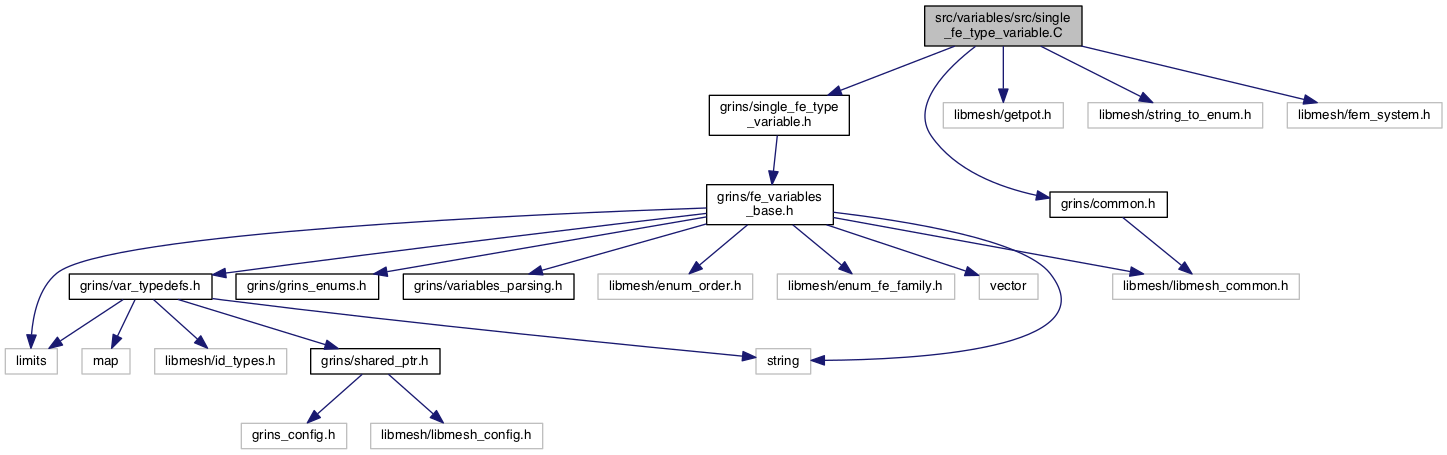 src/variables/src/single
_fe_type_variable.C
grins/single_fe_type
_variable.h
libmesh/getpot.h
libmesh/string_to_enum.h
libmesh/fem_system.h
grins/fe_variables
_base.h
grins/common.h
grins/var_typedefs.h
grins/grins_enums.h
grins/variables_parsing.h
libmesh/enum_order.h
libmesh/enum_fe_family.h
vector
libmesh/libmesh_common.h
limits
map
libmesh/id_types.h
grins/shared_ptr.h
string
grins_config.h
libmesh/libmesh_config.h